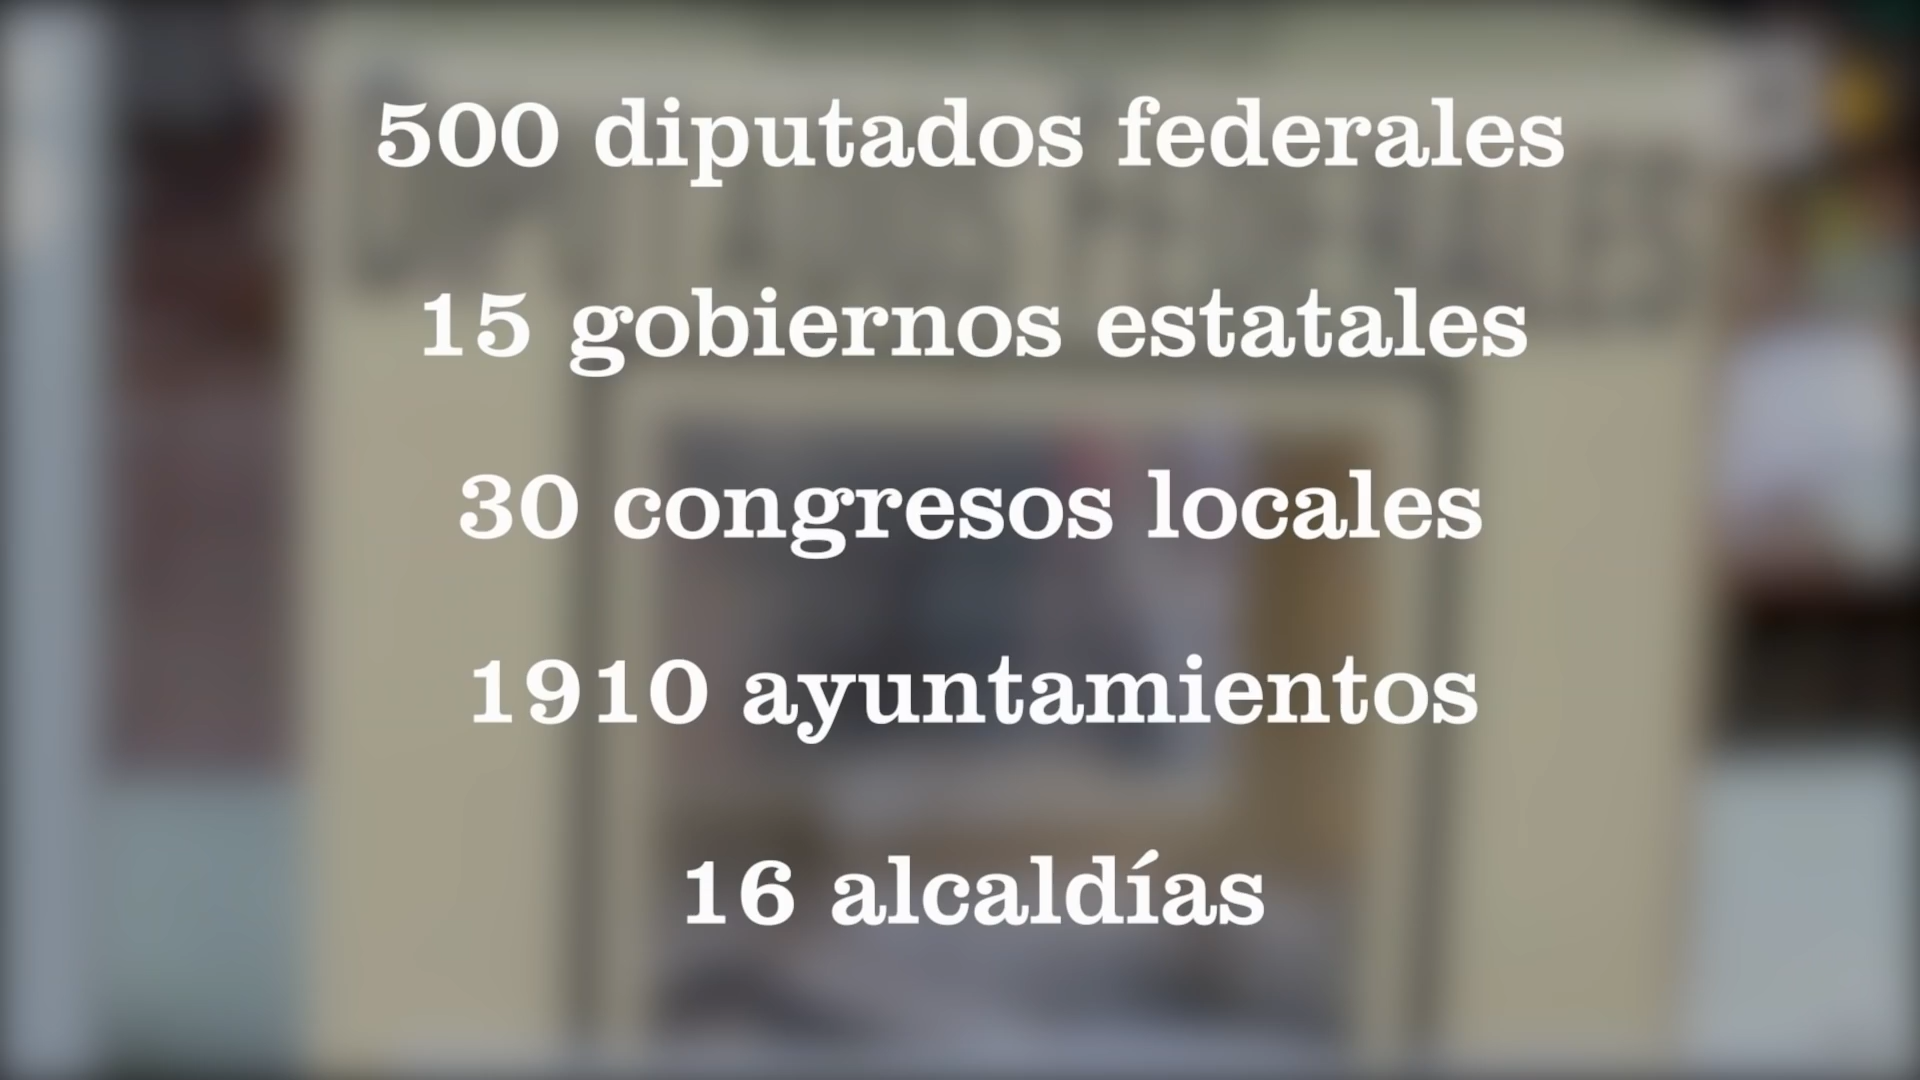 500 diputados federales
15 gobiernos estatales
30 congresos locales
1910 ayuntamientos
16 alcaldías